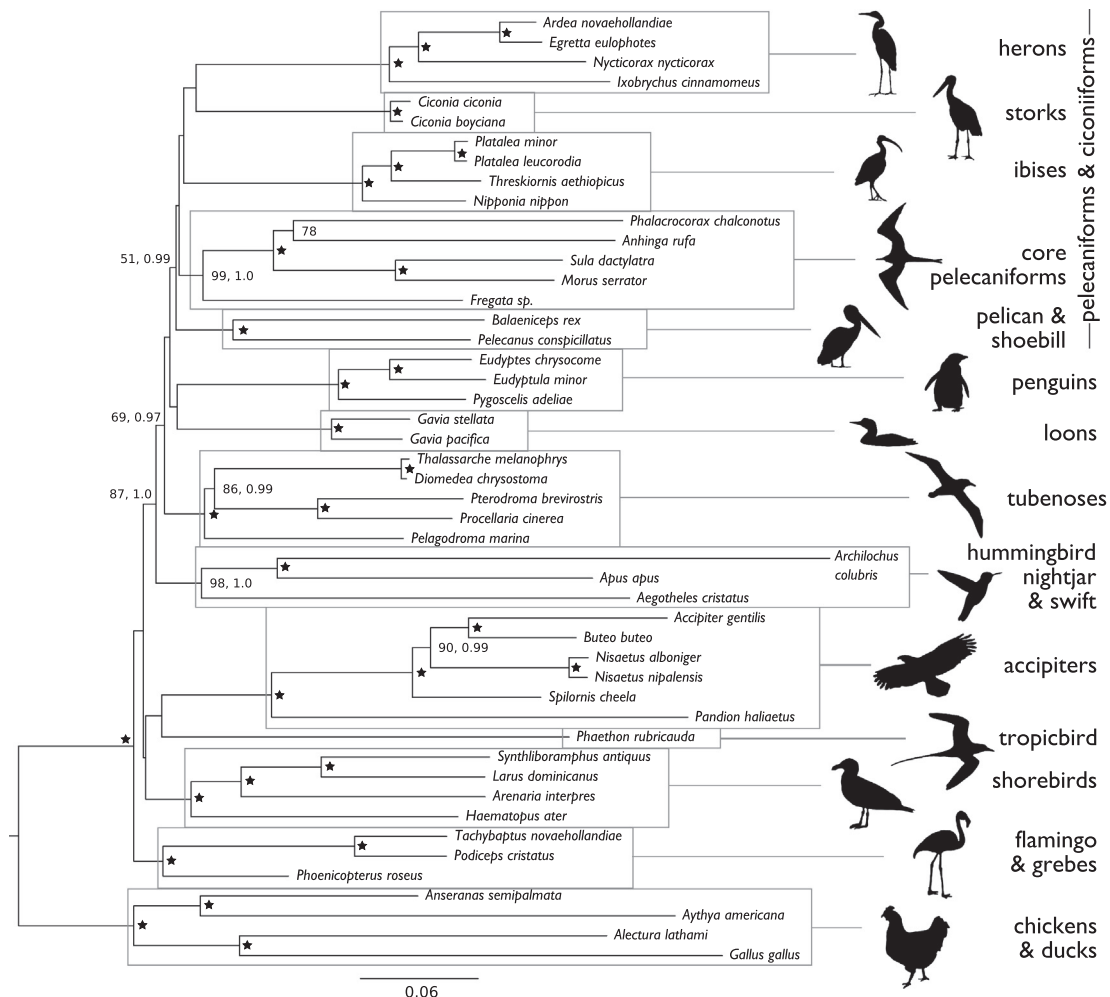 Ardea novaehollandiae
Egretta eulophotes
Nycticorax nycticorax
Ixobrychus cinnamomeus
herons
Ciconia ciconia
Ciconia boyciana
storks
Platalea minor
Platalea leucorodia
Threskiornis aethiopicus
Nipponia nippon
ibises
pelecaniforms & ciconiiforms
Phalacrocorax chalconotus
78
Anhinga rufa
51, 0.99
Sula dactylatra
99, 1.0
Morus serrator
Fregata sp.
core
pelecaniforms
Balaeniceps rex
Pelecanus conspicillatus
pelican &
shoebill
Eudyptes chrysocome
Eudyptula minor
Pygoscelis adeliae
penguins
69, 0.97
Gavia stellata
Gavia pacifica
loons
Thalassarche melanophrys
Diomedea chrysostoma
86, 0.99
87, 1.0
Pterodroma brevirostris
Procellaria cinerea
Pelagodroma marina
tubenoses
Archilochus
colubris
98, 1.0
Apus apus
Aegotheles cristatus
hummingbird
nightjar
& swift
Accipiter gentilis
Buteo buteo
90, 0.99
Nisaetus alboniger
Nisaetus nipalensis
Spilornis cheela
Pandion haliaetus
accipiters
Phaethon rubricauda
tropicbird
Synthliboramphus antiquus
Larus dominicanus
Arenaria interpres
Haematopus ater
shorebirds
Tachybaptus novaehollandiae
Podiceps cristatus
Phoenicopterus roseus
flamingo
& grebes
Anseranas semipalmata
Aythya americana
Alectura lathami
Gallus gallus
chickens
& ducks
0.06